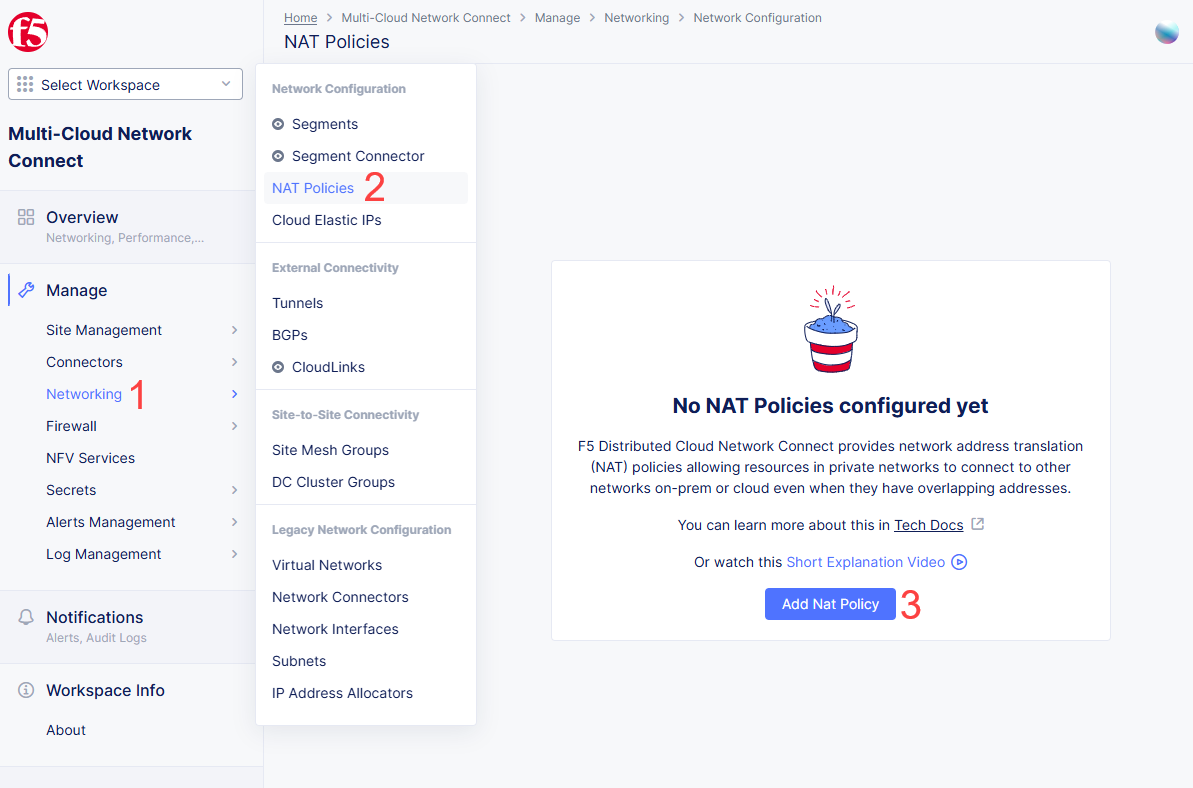 f5
Home > Multi-Cloud Network Connect > Manage > Networking > Network Configuration
NAT Policies
Select Workspace
Multi-Cloud Network
Connect
Overview
Networking, Performance,...
Manage
Site Management
Connectors
Networking 1
Firewall
NFV Services
Secrets
Alerts Management
Log Management
Notifications
Alerts, Audit Logs
Workspace Info
About
Network Configuration
Segments
Segment Connector
NAT Policies 2
Cloud Elastic IPs
External Connectivity
Tunnels
BGPs
CloudLinks
Site-to-Site Connectivity
Site Mesh Groups
DC Cluster Groups
Legacy Network Configuration
Virtual Networks
Network Connectors
Network Interfaces
Subnets
IP Address Allocators
No NAT Policies configured yet
F5 Distributed Cloud Network Connect provides network address translation
(NAT) policies allowing resources in private networks to connect to other
networks on-prem or cloud even when they have overlapping addresses.
You can learn more about this in Tech Docs
Or watch this Short Explanation Video
Add Nat Policy 3